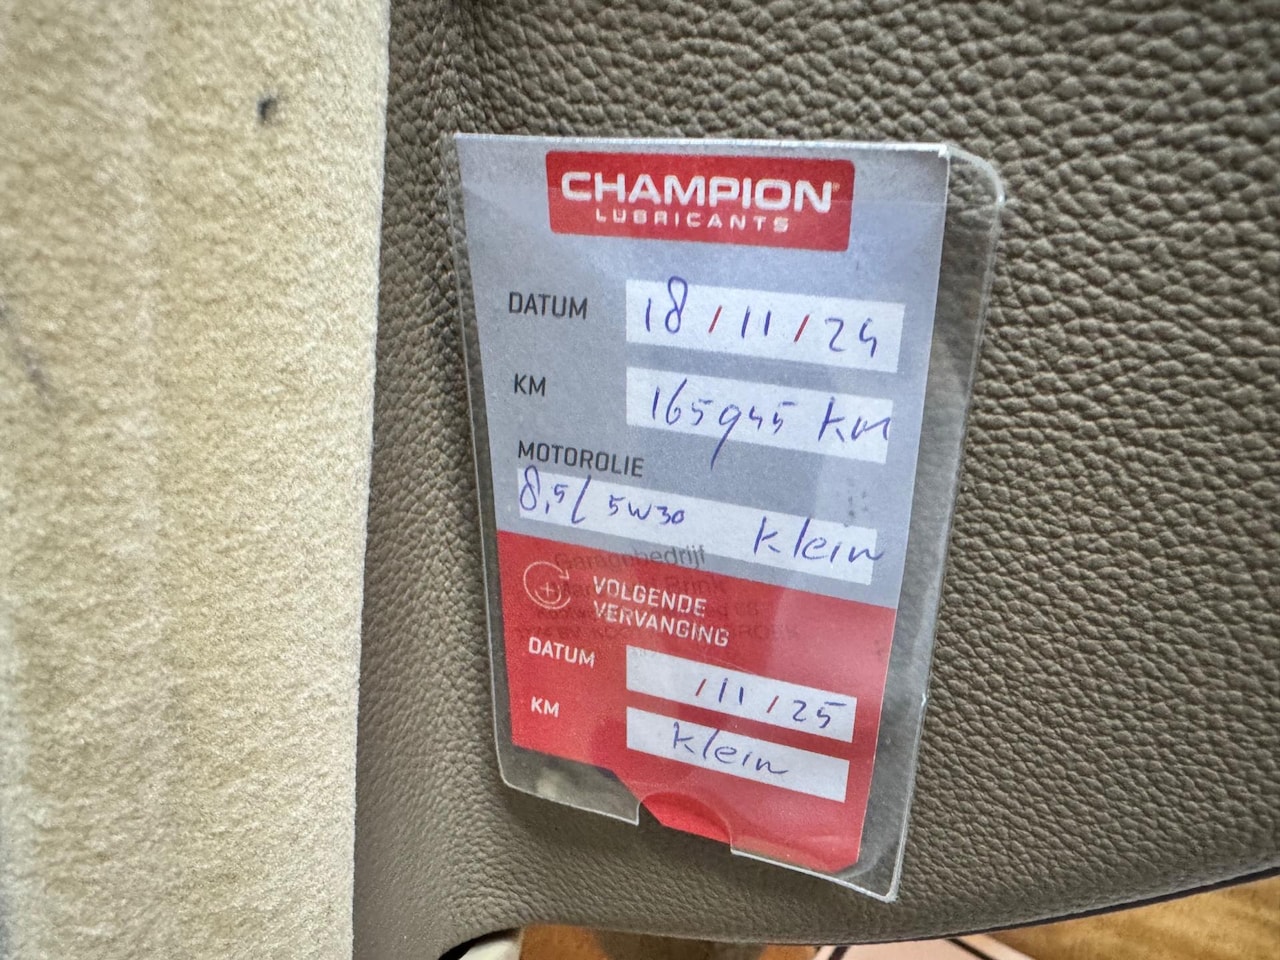 CHAMPION
LUBRICANTS
DATUM 18/11/24
KM 165945 km
MOTOROLIE
8,5l 5W30 Klein
Garagebedrijf
VOLGENDE
VERVANGING
DATUM /11/25
KM Klein